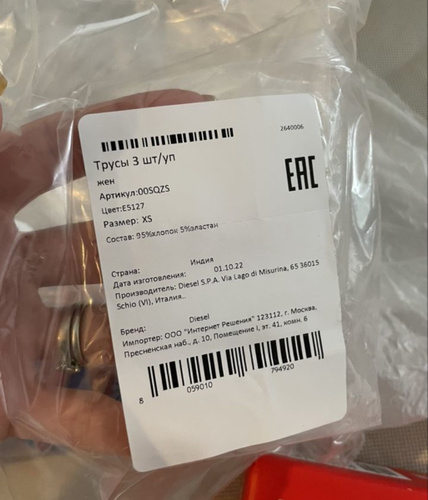 2640006
Трусы 3 шт/уп
EAC
жен
Артикул:00SQZS
Цвет:E5127
Размер: XS
Состав: 95%хлопок 5%эластан
Страна: Индия
Дата изготовления: 01.10.22
Производитель: Diesel S.P.A. Via Lago di Misurina, 65 36015
Schio (VI), Италия..
Бренд: Diesel
Импортер: ООО "Интернет Решения" 123112, г. Москва,
Пресненская наб., д. 10, Помещение I, эт. 41, комн. 6
8 059010 794920